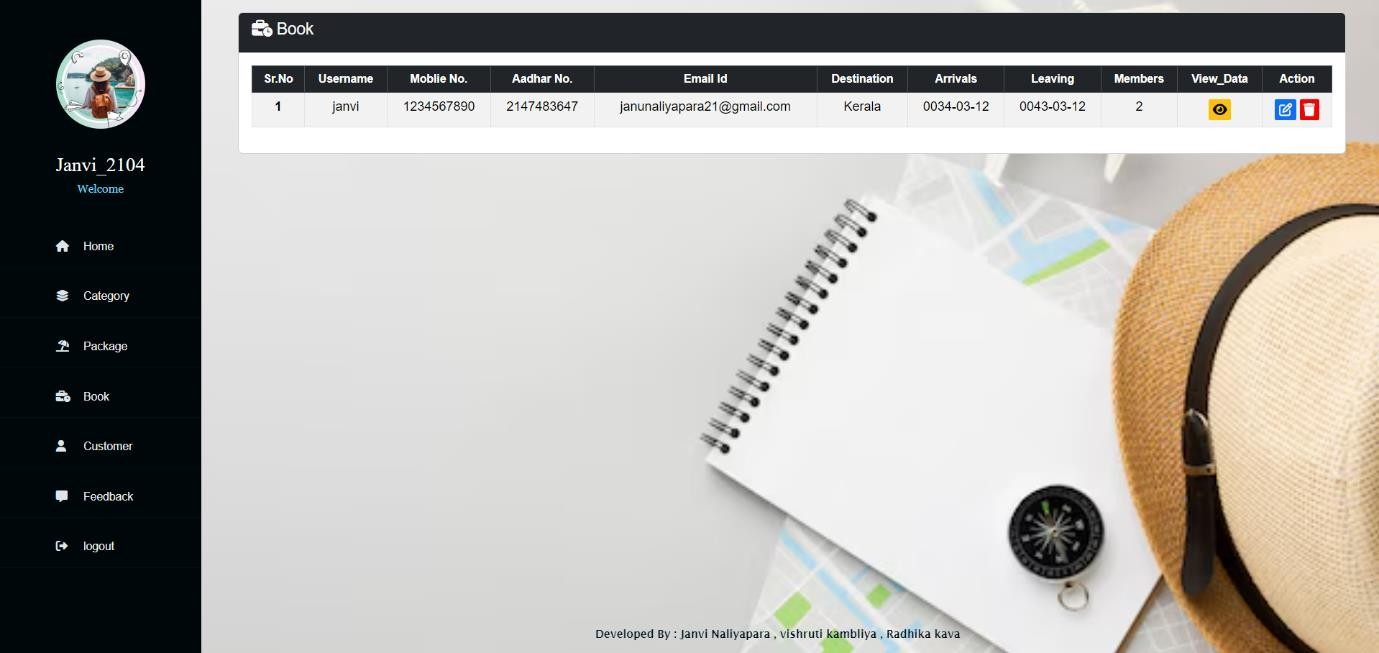 Book
Sr.No Username Moblie No. Aadhar No. Email Id Destination Arrivals Leaving Members View_Data Action
1 janvi 1234567890 2147483647 janunaliyapara21@gmail.com Kerala 0034-03-12 0043-03-12 2
Janvi_2104
Welcome
Home
Category
Package
Book
Customer
Feedback
logout
Developed By : Janvi Naliyapara , vishruti kambliya , Radhika kava